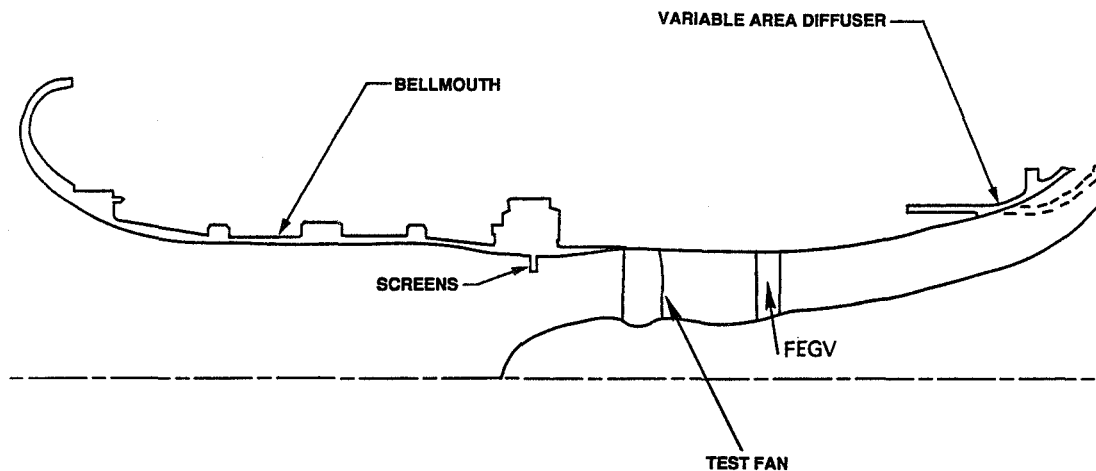 VARIABLE AREA DIFFUSER
BELLMOUTH
SCREENS
FEGV
TEST FAN